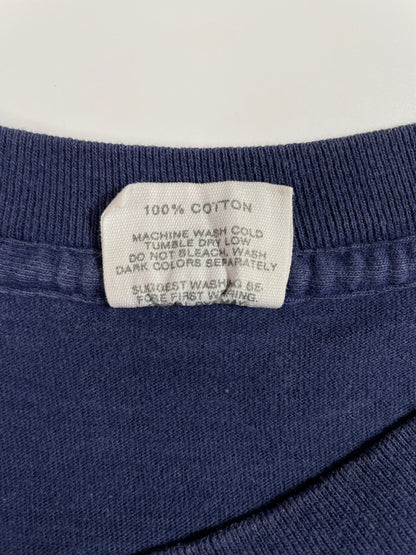 100% COTTON
MACHINE WASH COLD
TUMBLE DRY LOW
DO NOT BLEACH. WASH
DARK COLORS SEPARATELY
SUGGEST WASHING BE-
FORE FIRST WEARING.